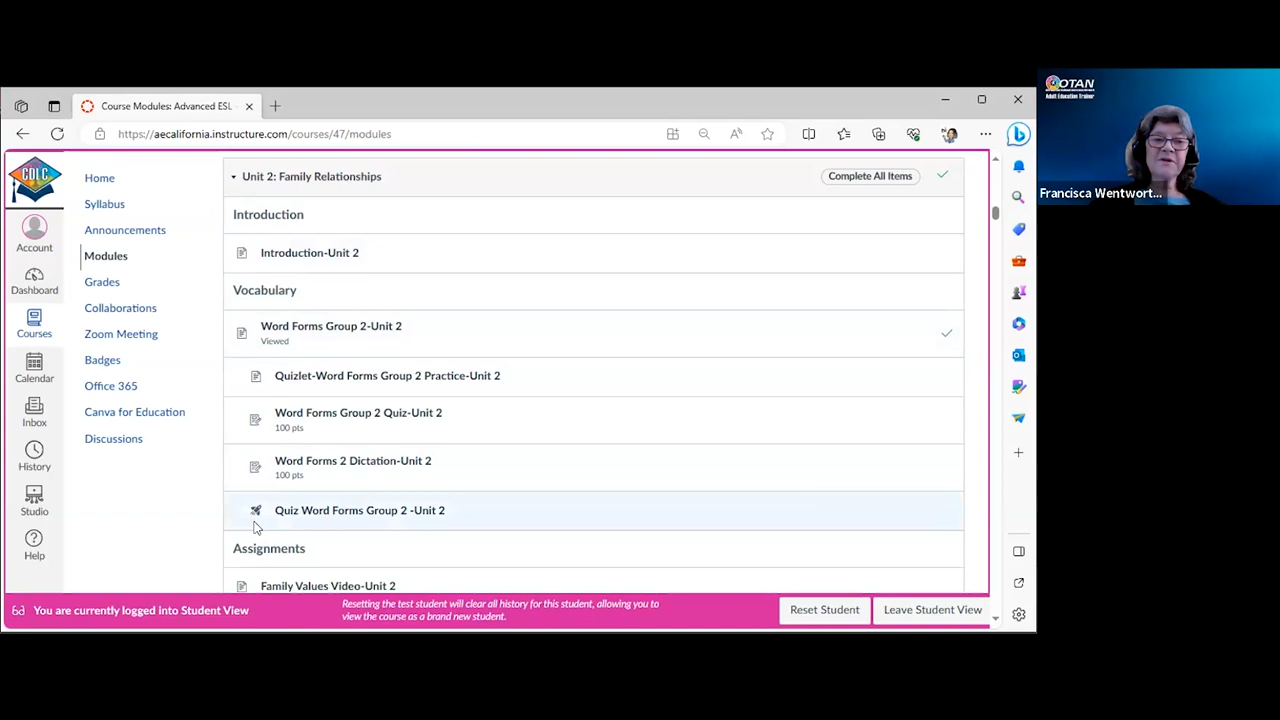 Course Modules: Advanced ESL
https://aecalifornia.instructure.com/courses/47/modules
CDLC
Account
Dashboard
Courses
Calendar
Inbox
History
Studio
Help
Home
Syllabus
Announcements
Modules
Grades
Collaborations
Zoom Meeting
Badges
Office 365
Canva for Education
Discussions
Unit 2: Family Relationships
Complete All Items
Introduction
Introduction-Unit 2
Vocabulary
Word Forms Group 2-Unit 2
Viewed
Quizlet-Word Forms Group 2 Practice-Unit 2
Word Forms Group 2 Quiz-Unit 2
100 pts
Word Forms 2 Dictation-Unit 2
100 pts
Quiz Word Forms Group 2 -Unit 2
Assignments
Family Values Video-Unit 2
You are currently logged into Student View
Resetting the test student will clear all history for this student, allowing you to
view the course as a brand new student.
Reset Student
Leave Student View
OTAN
Adult Education Trainer
Francisca Wentwort...